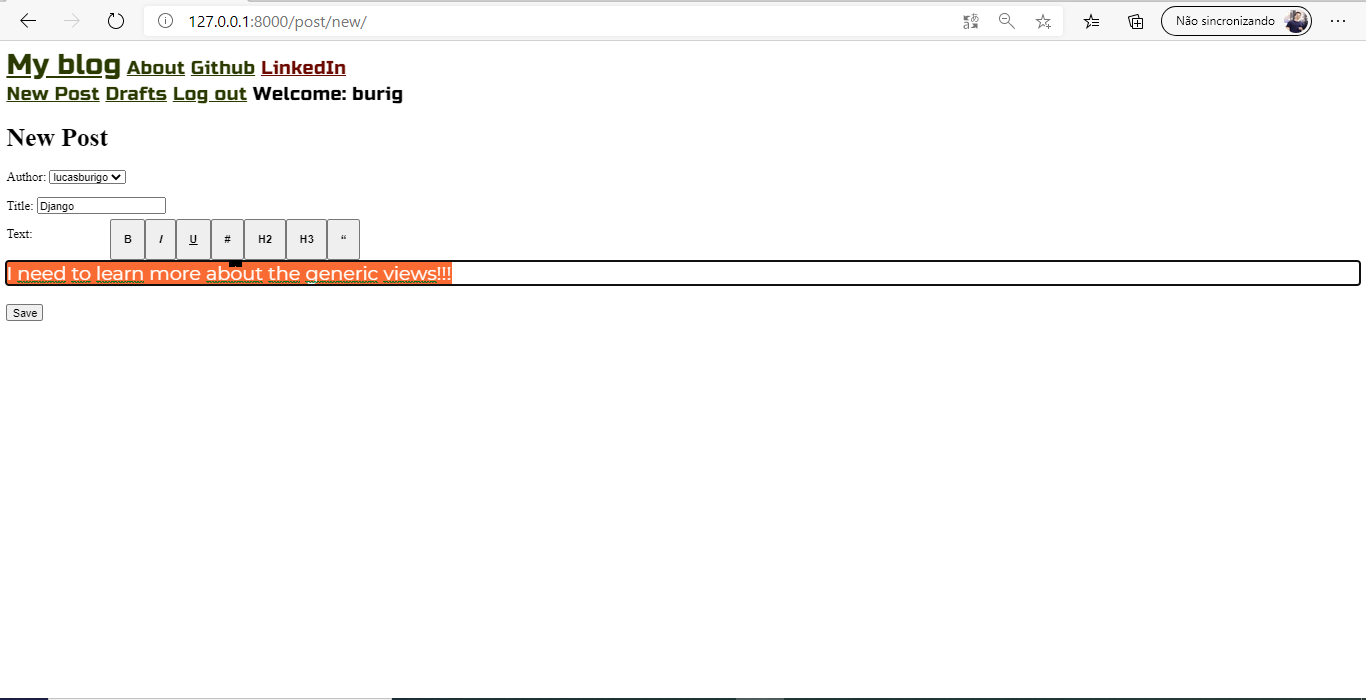 127.0.0.1:8000/post/new/
Não sincronizando
My blog About Github LinkedIn
New Post Drafts Log out Welcome: burig
New Post
Author: lucasburigo
Title: Django
Text:
B I U # H2 H3 “
I need to learn more about the generic views!!!
Save